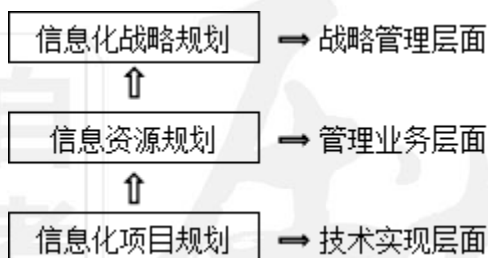 信息化战略规划 ⇒ 战略管理层面
⇑
信息资源规划 ⇒ 管理业务层面
⇑
信息化项目规划 ⇒ 技术实现层面